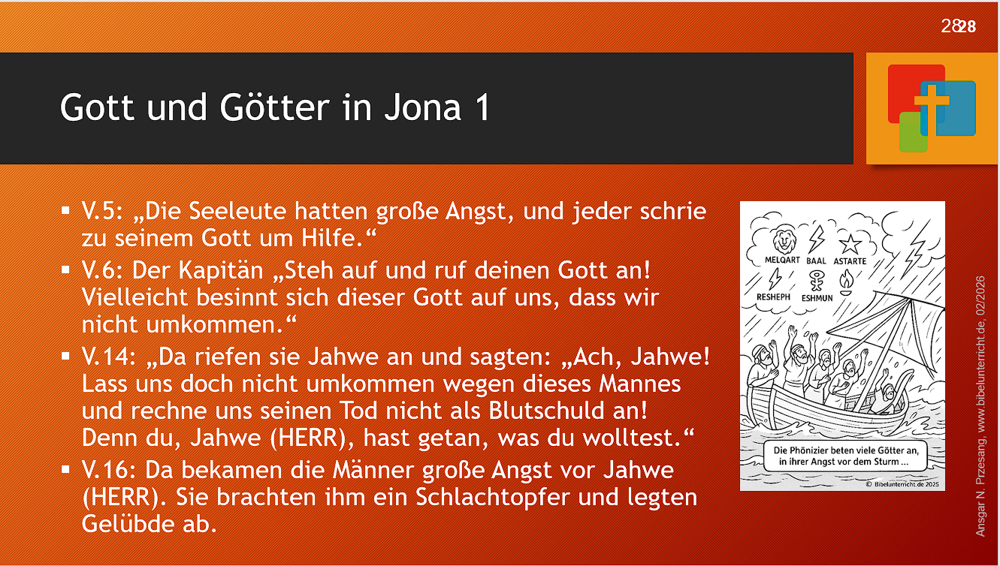 2828
Gott und Götter in Jona 1
▪ V.5: „Die Seeleute hatten große Angst, und jeder schrie
zu seinem Gott um Hilfe.“
▪ V.6: Der Kapitän „Steh auf und ruf deinen Gott an!
Vielleicht besinnt sich dieser Gott auf uns, dass wir
nicht umkommen.“
▪ V.14: „Da riefen sie Jahwe an und sagten: „Ach, Jahwe!
Lass uns doch nicht umkommen wegen dieses Mannes
und rechne uns seinen Tod nicht als Blutschuld an!
Denn du, Jahwe (HERR), hast getan, was du wolltest.“
▪ V.16: Da bekamen die Männer große Angst vor Jahwe
(HERR). Sie brachten ihm ein Schlachtopfer und legten
Gelübde ab.
MELQART BAAL ASTARTE
RESHEPH ESHMUN
Die Phönizier beten viele Götter an,
in ihrer Angst vor dem Sturm ...
© Bibelunterricht.de 2025
Ansgar N. Przesang, www.bibelunterricht.de, 02/2026